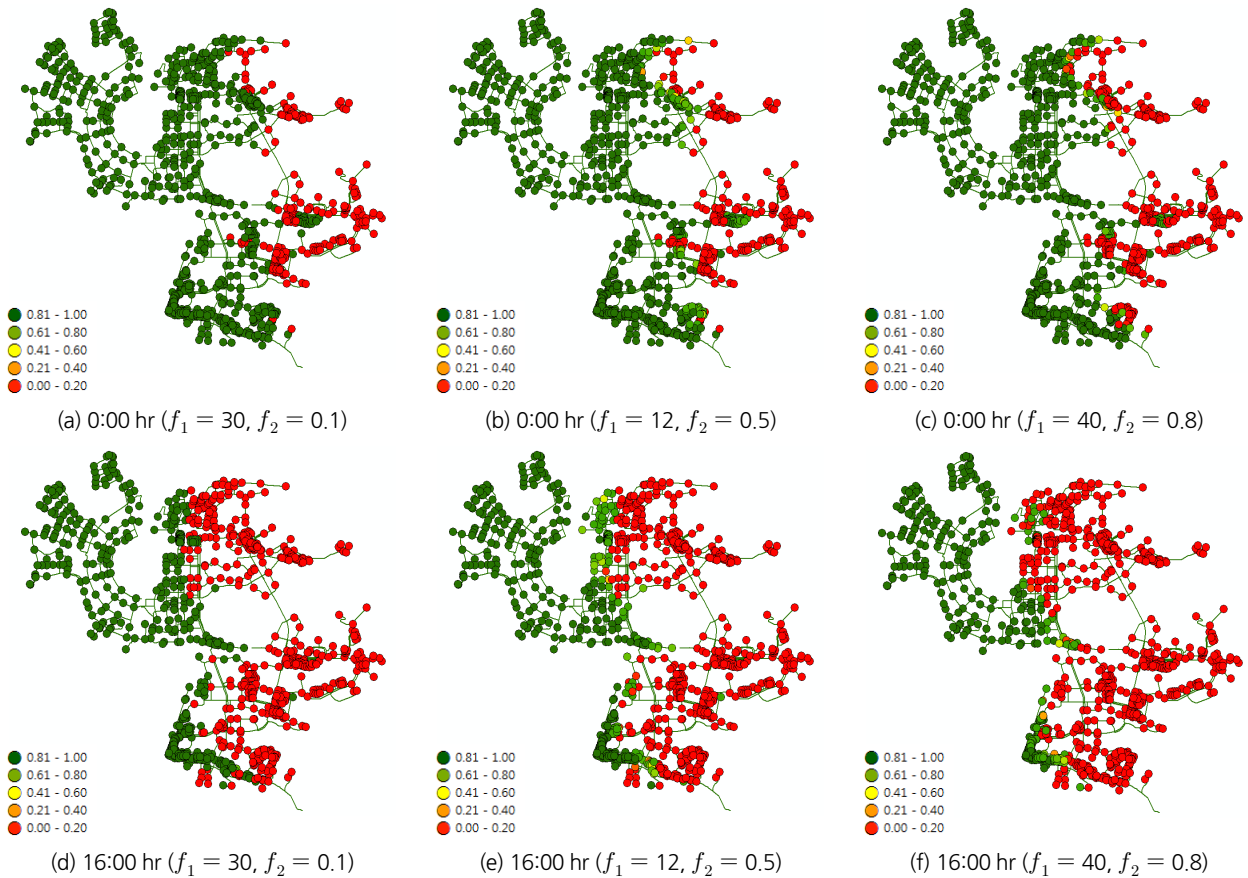 0.81 - 1.00
0.61 - 0.80
0.41 - 0.60
0.21 - 0.40
0.00 - 0.20
(a) 0:00 hr (f₁ = 30, f₂ = 0.1)
0.81 - 1.00
0.61 - 0.80
0.41 - 0.60
0.21 - 0.40
0.00 - 0.20
(b) 0:00 hr (f₁ = 12, f₂ = 0.5)
0.81 - 1.00
0.61 - 0.80
0.41 - 0.60
0.21 - 0.40
0.00 - 0.20
(c) 0:00 hr (f₁ = 40, f₂ = 0.8)
0.81 - 1.00
0.61 - 0.80
0.41 - 0.60
0.21 - 0.40
0.00 - 0.20
(d) 16:00 hr (f₁ = 30, f₂ = 0.1)
0.81 - 1.00
0.61 - 0.80
0.41 - 0.60
0.21 - 0.40
0.00 - 0.20
(e) 16:00 hr (f₁ = 12, f₂ = 0.5)
0.81 - 1.00
0.61 - 0.80
0.41 - 0.60
0.21 - 0.40
0.00 - 0.20
(f) 16:00 hr (f₁ = 40, f₂ = 0.8)